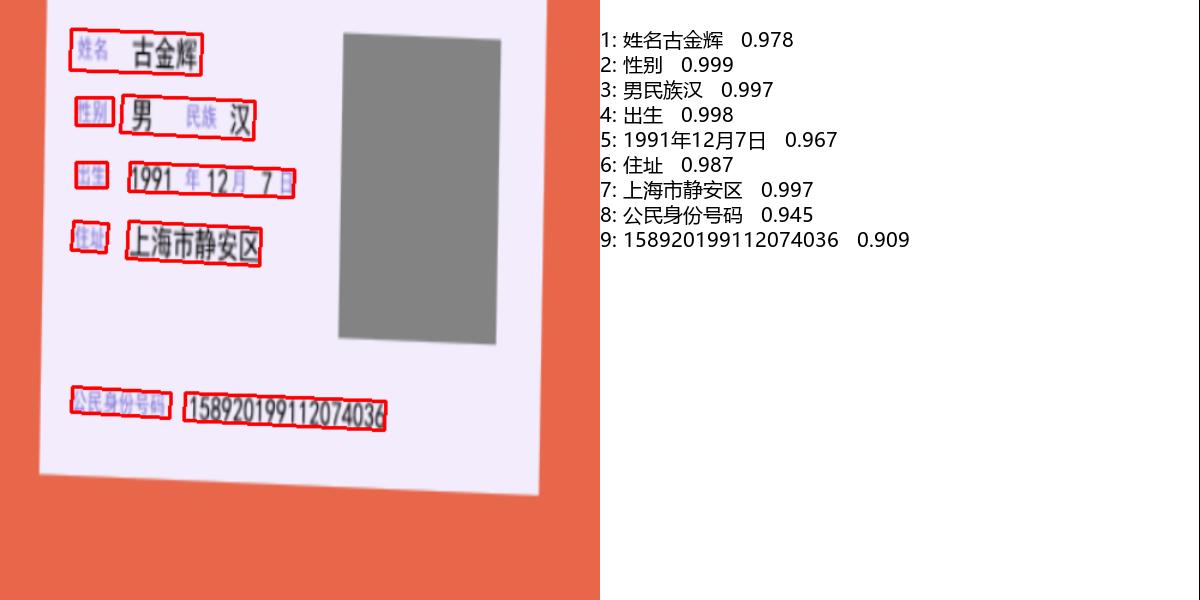 姓名 古金辉
性别 男 民族 汉
出生 1991 年 12 月 7 日
住址 上海市静安区
公民身份号码 158920199112074036
1: 姓名古金辉 0.978
2: 性别 0.999
3: 男民族汉 0.997
4: 出生 0.998
5: 1991年12月7日 0.967
6: 住址 0.987
7: 上海市静安区 0.997
8: 公民身份号码 0.945
9: 158920199112074036 0.909